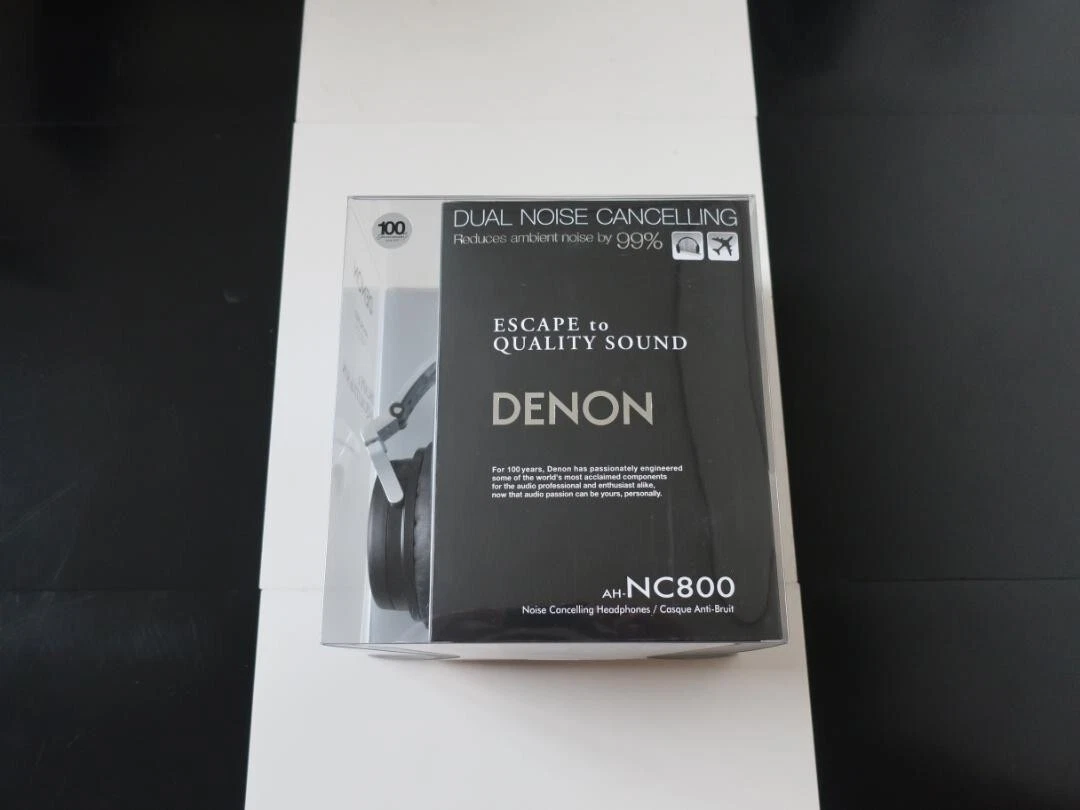 100
DUAL NOISE CANCELLING
Reduces ambient noise by 99%
ESCAPE to
QUALITY SOUND
DENON
For 100 years, Denon has passionately engineered
some of the world's most acclaimed components
for the audio professional and enthusiast alike,
now that audio passion can be yours, personally.
AH-NC800
Noise Cancelling Headphones / Casque Anti-Bruit